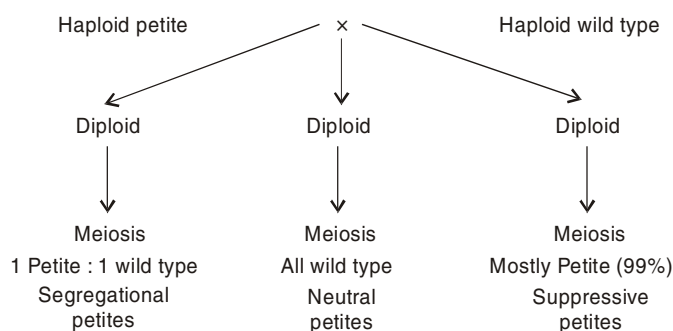 Haploid petite × Haploid wild type
Diploid Diploid Diploid
Meiosis Meiosis Meiosis
1 Petite : 1 wild type All wild type Mostly Petite (99%)
Segregational Neutral Suppressive
petites petites petites